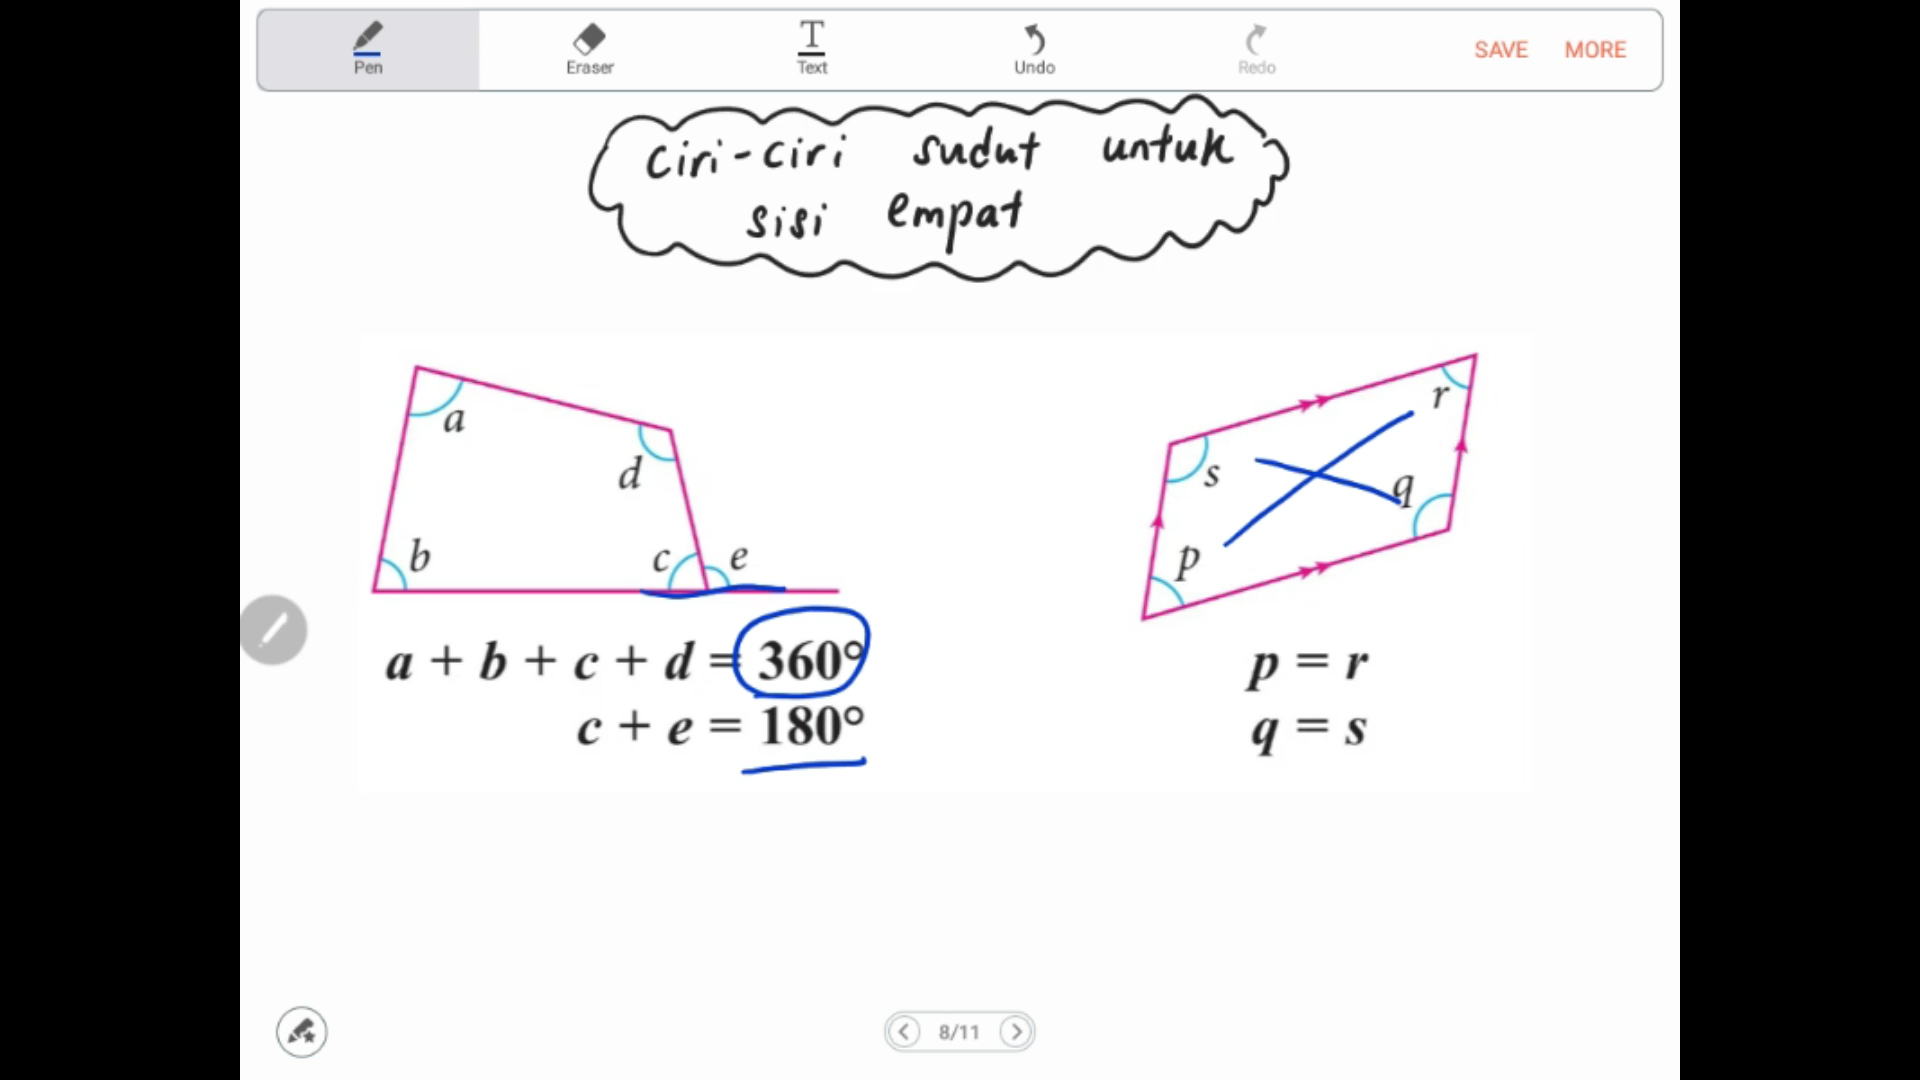 Pen
Eraser
T
Text
Undo
Redo
SAVE
MORE
Ciri-ciri sudut untuk
sisi empat
a
d
b
c
e
a + b + c + d = 360°
c + e = 180°
r
s
q
p
p = r
q = s
8/11